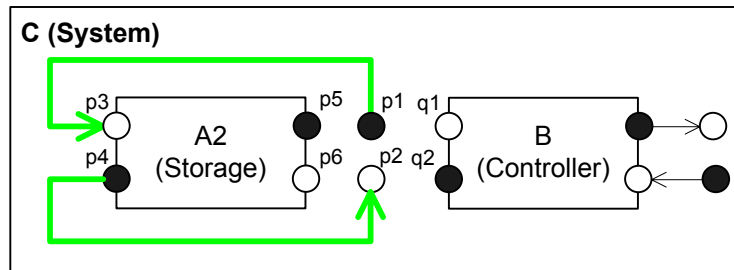 C (System)
p3 p5 p1 q1
A2 B
(Storage) (Controller)
p4 p6 p2 q2